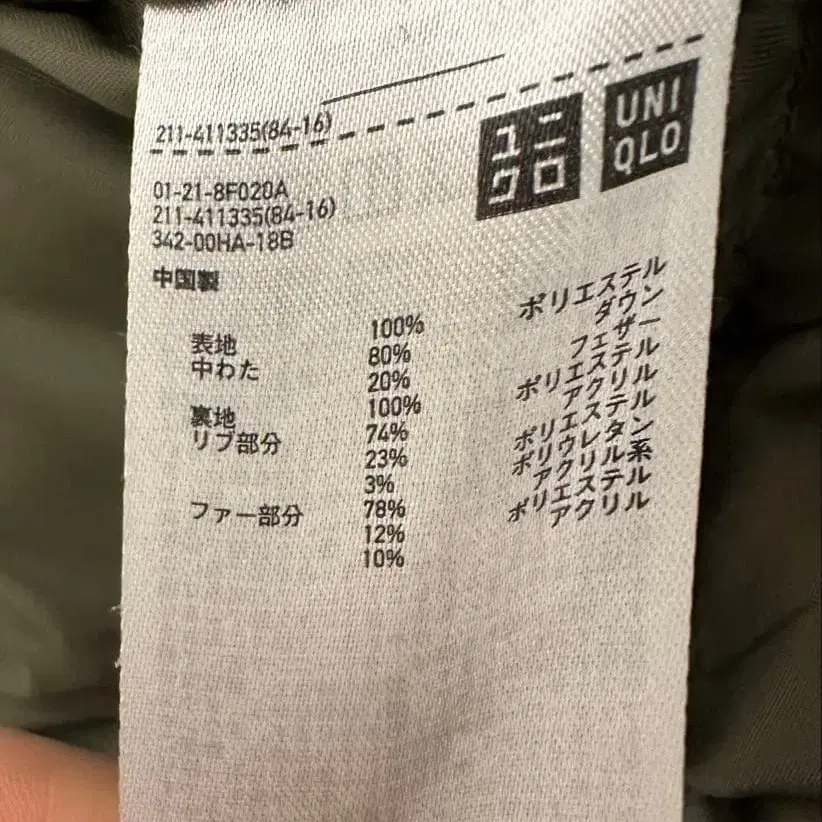 211-411335(84-16)
ユニクロ
UNIQLO
01-21-8F020A
211-411335(84-16)
342-00HA-18B
中国製
表地 100% ポリエステル
中わた 80% ダウン
20% フェザー
裏地 100% ポリエステル
リブ部分 74% アクリル
23% ポリエステル
3% ポリウレタン
ファー部分 78% アクリル系
12% ポリエステル
10% アクリル